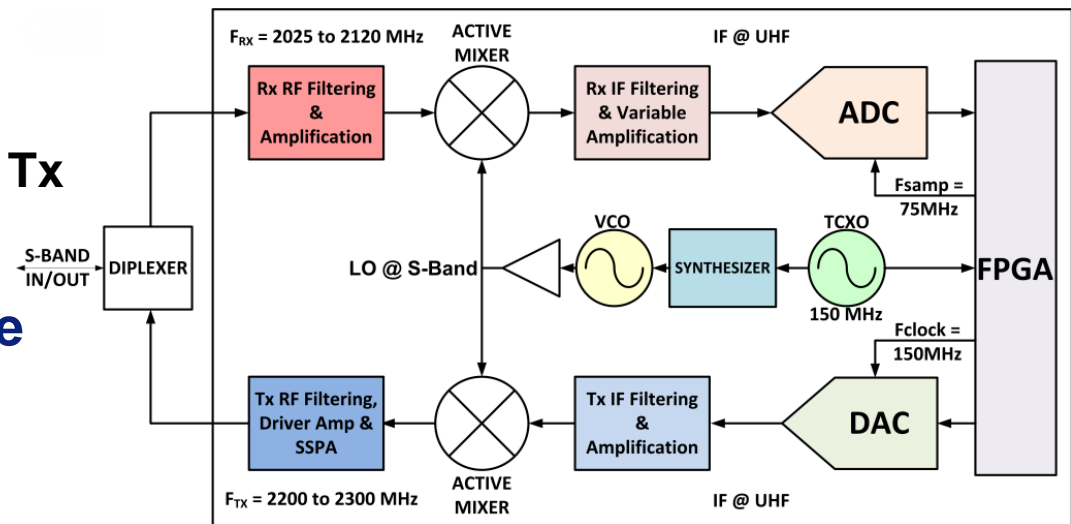 F_RX = 2025 to 2120 MHz
ACTIVE
MIXER
IF @ UHF
Rx RF Filtering
&
Amplification
Rx IF Filtering
& Variable
Amplification
ADC
Tx
Fsamp =
75MHz
S-BAND
IN/OUT
DIPLEXER
LO @ S-Band
VCO
SYNTHESIZER
TCXO
150 MHz
FPGA
e
Fclock =
150MHz
Tx RF Filtering,
Driver Amp &
SSPA
Tx IF Filtering
&
Amplification
DAC
F_TX = 2200 to 2300 MHz
ACTIVE
MIXER
IF @ UHF